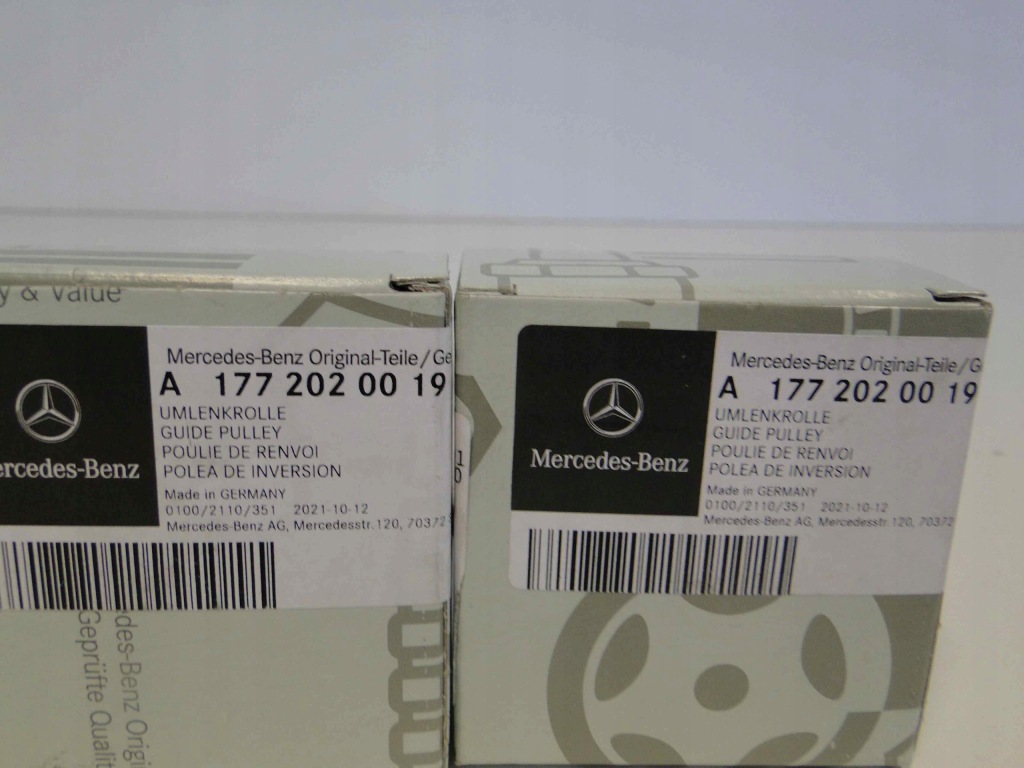 y & Value
Mercedes-Benz Original-Teile/Ge
A 177 202 00 19
UMLENKROLLE
GUIDE PULLEY
POULIE DE RENVOI
POLEA DE INVERSION
Made in GERMANY
0100/2110/351 2021-10-12
Mercedes-Benz AG, Mercedesstr.120, 70372
ercedes-Benz
edes-Benz Origi
Geprüfte Qualit
Mercedes-Benz Original-Teile/G
A 177 202 00 19
UMLENKROLLE
GUIDE PULLEY
POULIE DE RENVOI
POLEA DE INVERSION
Made in GERMANY
0100/2110/351 2021-10-12
Mercedes-Benz AG, Mercedesstr.120, 70372
Mercedes-Benz